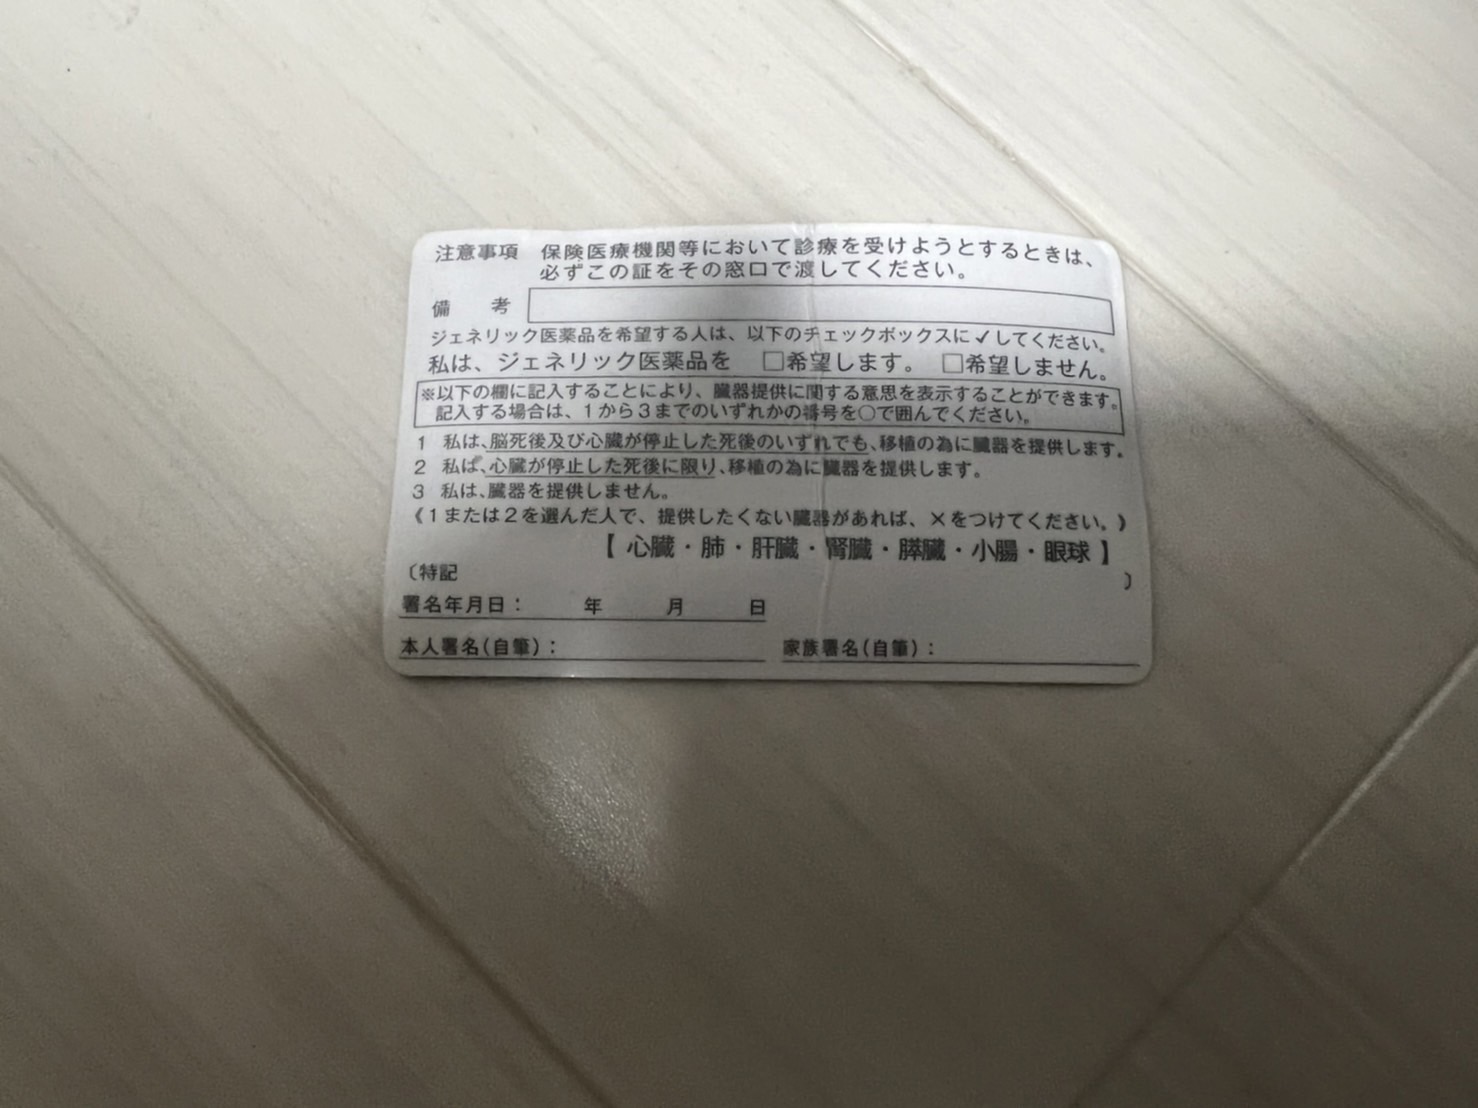 注意事項 保険医療機関等において診療を受けようとするときは、
必ずこの証をその窓口で渡してください。
備 考
ジェネリック医薬品を希望する人は、以下のチェックボックスに✓してください。
私は、ジェネリック医薬品を □希望します。 □希望しません。
※以下の欄に記入することにより、臓器提供に関する意思を表示することができます。
記入する場合は、1から3までのいずれかの番号を○で囲んでください。
1 私は、脳死後及び心臓が停止した死後のいずれでも、移植の為に臓器を提供します。
2 私は、心臓が停止した死後に限り、移植の為に臓器を提供します。
3 私は、臓器を提供しません。
《1または2を選んだ人で、提供したくない臓器があれば、×をつけてください。》
【 心臓・肺・肝臓・腎臓・膵臓・小腸・眼球 】
〔特記 〕
署名年月日: 年 月 日
本人署名(自筆): 家族署名(自筆):